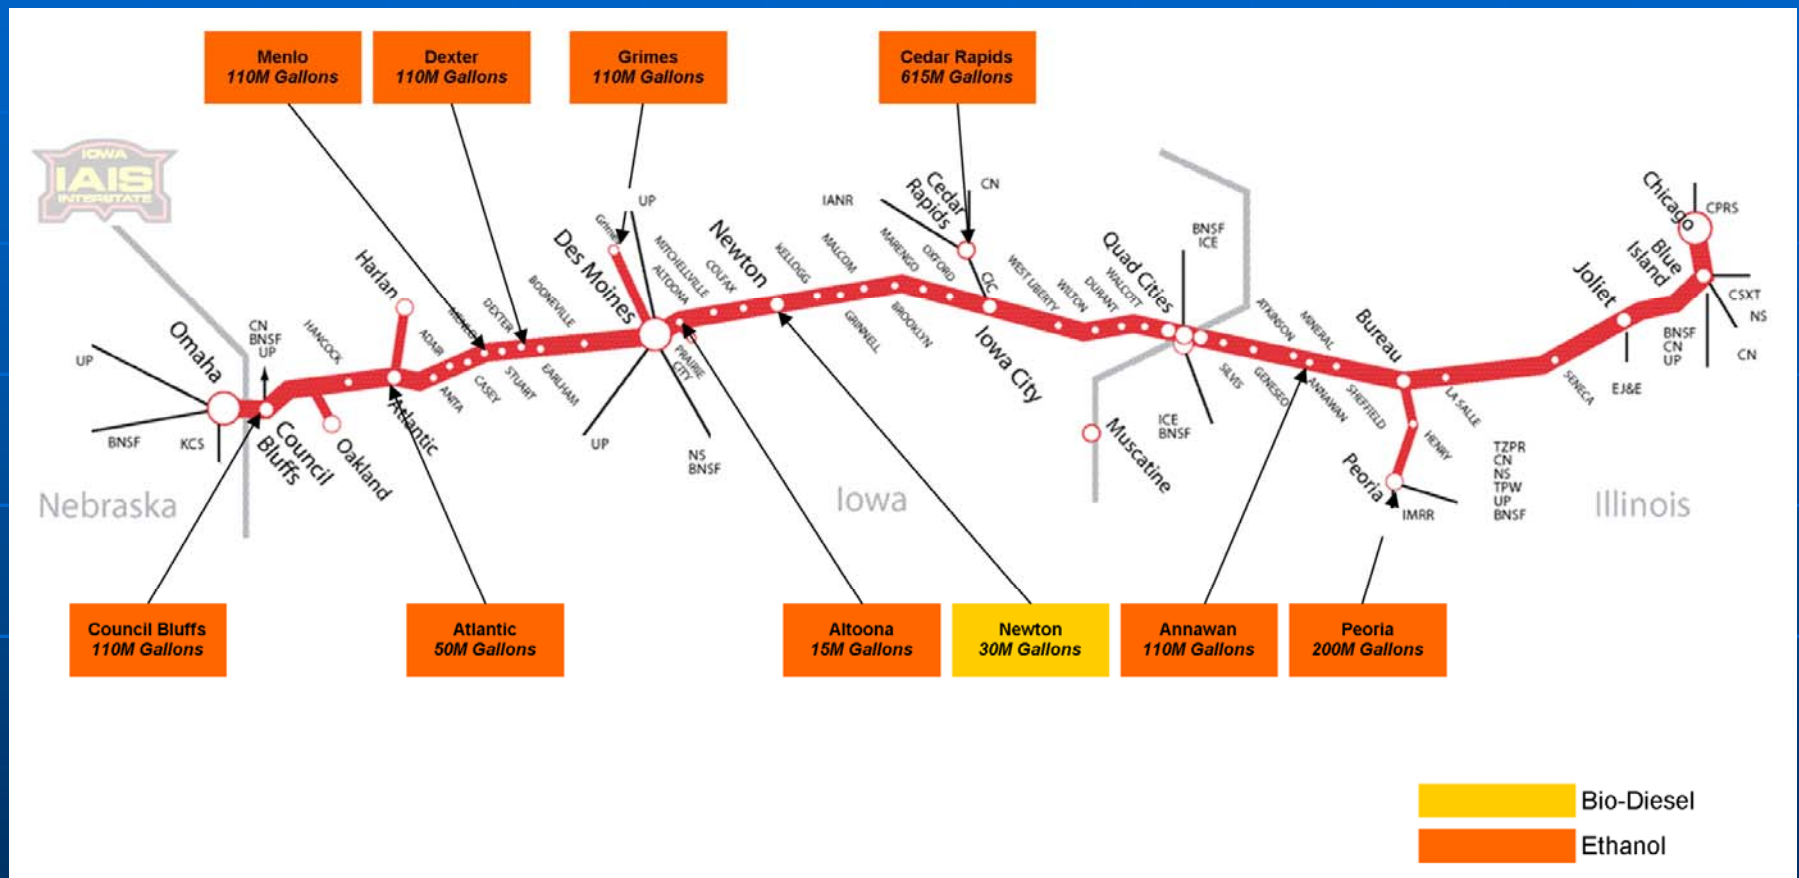 Menlo
110M Gallons
Dexter
110M Gallons
Grimes
110M Gallons
Cedar Rapids
615M Gallons
IOWA
IAIS
INTERSTATE
Nebraska
Iowa
Illinois
UP
BNSF
KCS
Omaha
CN
BNSF
UP
Council
Bluffs
HANCOCK
Oakland
Harlan
Atlantic
ADAIR
ANITA
MENLO
CASEY
DEXTER
STUART
BOONEVILLE
EARLHAM
Des Moines
Grimes
UP
UP
NS
BNSF
MITCHELLVILLE
ALTOONA
COLFAX
PRAIRIE
CITY
Newton
KELLOGG
MALCOM
GRINNELL
MARENGO
BROOKLYN
OXFORD
IANR
Cedar
Rapids
CN
CIC
Iowa City
WEST LIBERTY
WILTON
DURANT
WALCOTT
Quad Cities
BNSF
ICE
ICE
BNSF
Muscatine
SILVIS
GENESEO
ATKINSON
ANNAWAN
MINERAL
SHEFFIELD
Bureau
HENRY
Peoria
IMRR
TZPR
CN
NS
TPW
UP
BNSF
LA SALLE
SENECA
Joliet
EJ&E
Blue
Island
BNSF
CN
UP
Chicago
CPRS
CSXT
NS
CN
Council Bluffs
110M Gallons
Atlantic
50M Gallons
Altoona
15M Gallons
Newton
30M Gallons
Annawan
110M Gallons
Peoria
200M Gallons
Bio-Diesel
Ethanol